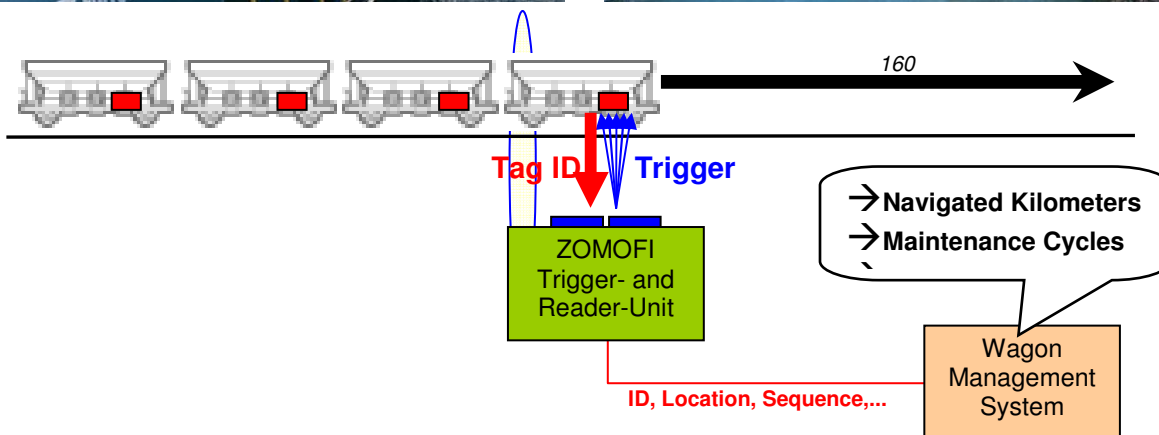 160
Tag ID
Trigger
→Navigated Kilometers
→Maintenance Cycles
ZOMOFI
Trigger- and
Reader-Unit
Wagon
Management
System
ID, Location, Sequence,...